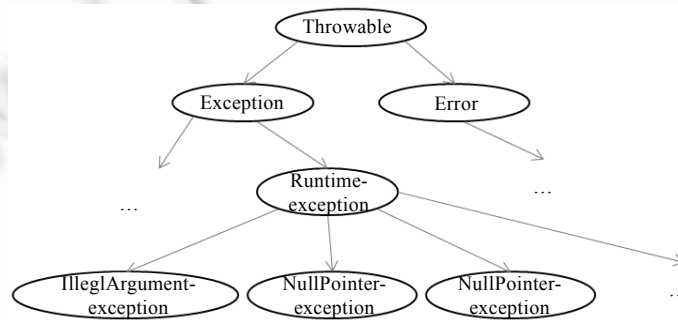 Throwable
Exception
Error
...
Runtime-
exception
...
IlleglArgument-
exception
NullPointer-
exception
NullPointer-
exception
...